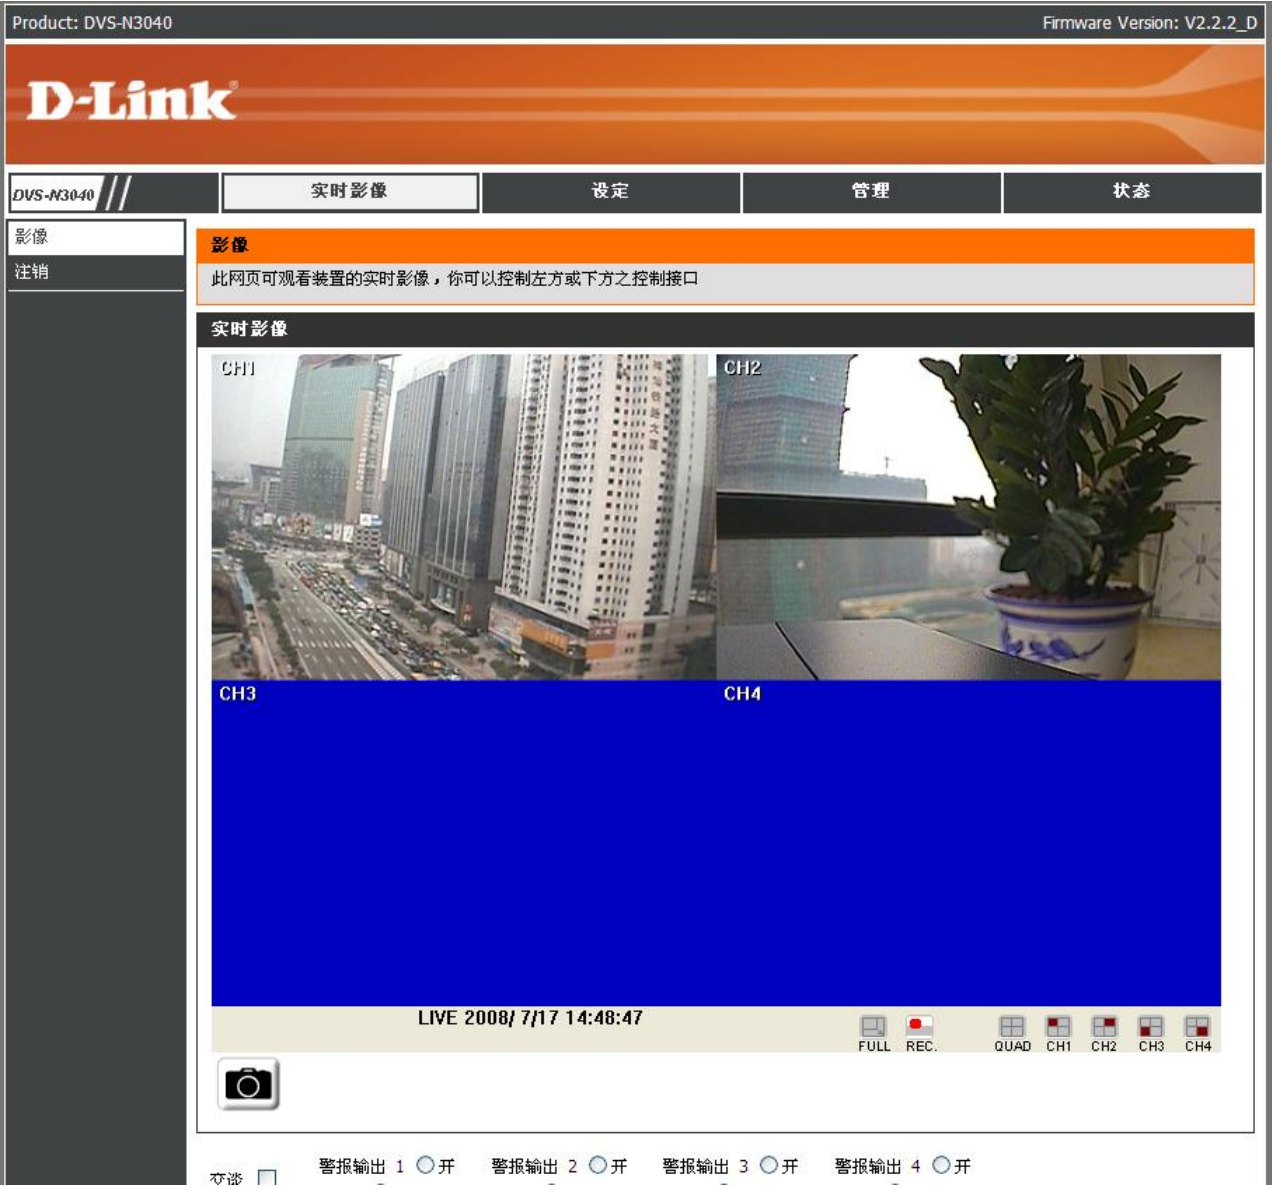 Product: DVS-N3040 Firmware Version: V2.2.2_D
D-Link®
DVS-N3040 实时影像 设定 管理 状态
影像
注销
影像
此网页可观看装置的实时影像，你可以控制左方或下方之控制接口
实时影像
CH1 CH2
CH3 CH4
LIVE 2008/ 7/17 14:48:47
FULL REC. QUAD CH1 CH2 CH3 CH4
交谈 警报输出 1 开 警报输出 2 开 警报输出 3 开 警报输出 4 开